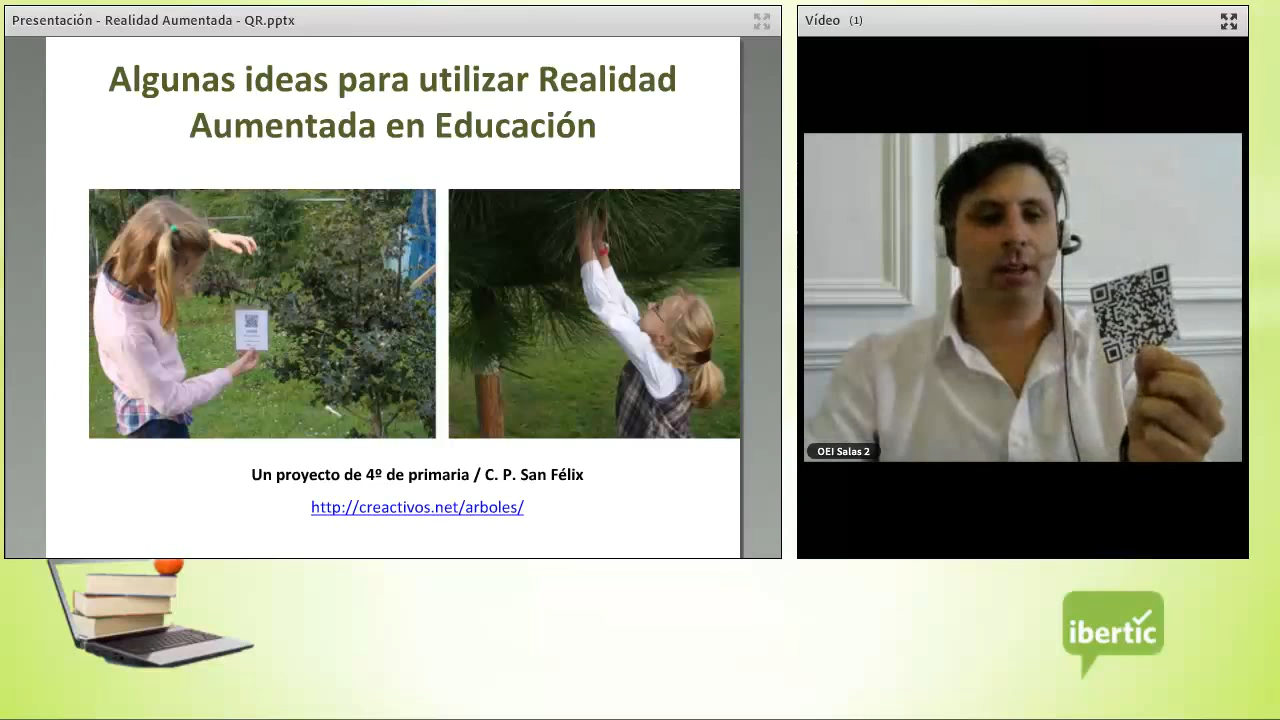 Presentación - Realidad Aumentada - QR.pptx
Algunas ideas para utilizar Realidad
Aumentada en Educación
Un proyecto de 4º de primaria / C. P. San Félix
http://creactivos.net/arboles/
Vídeo (1)
OEI Salas 2
ibertic